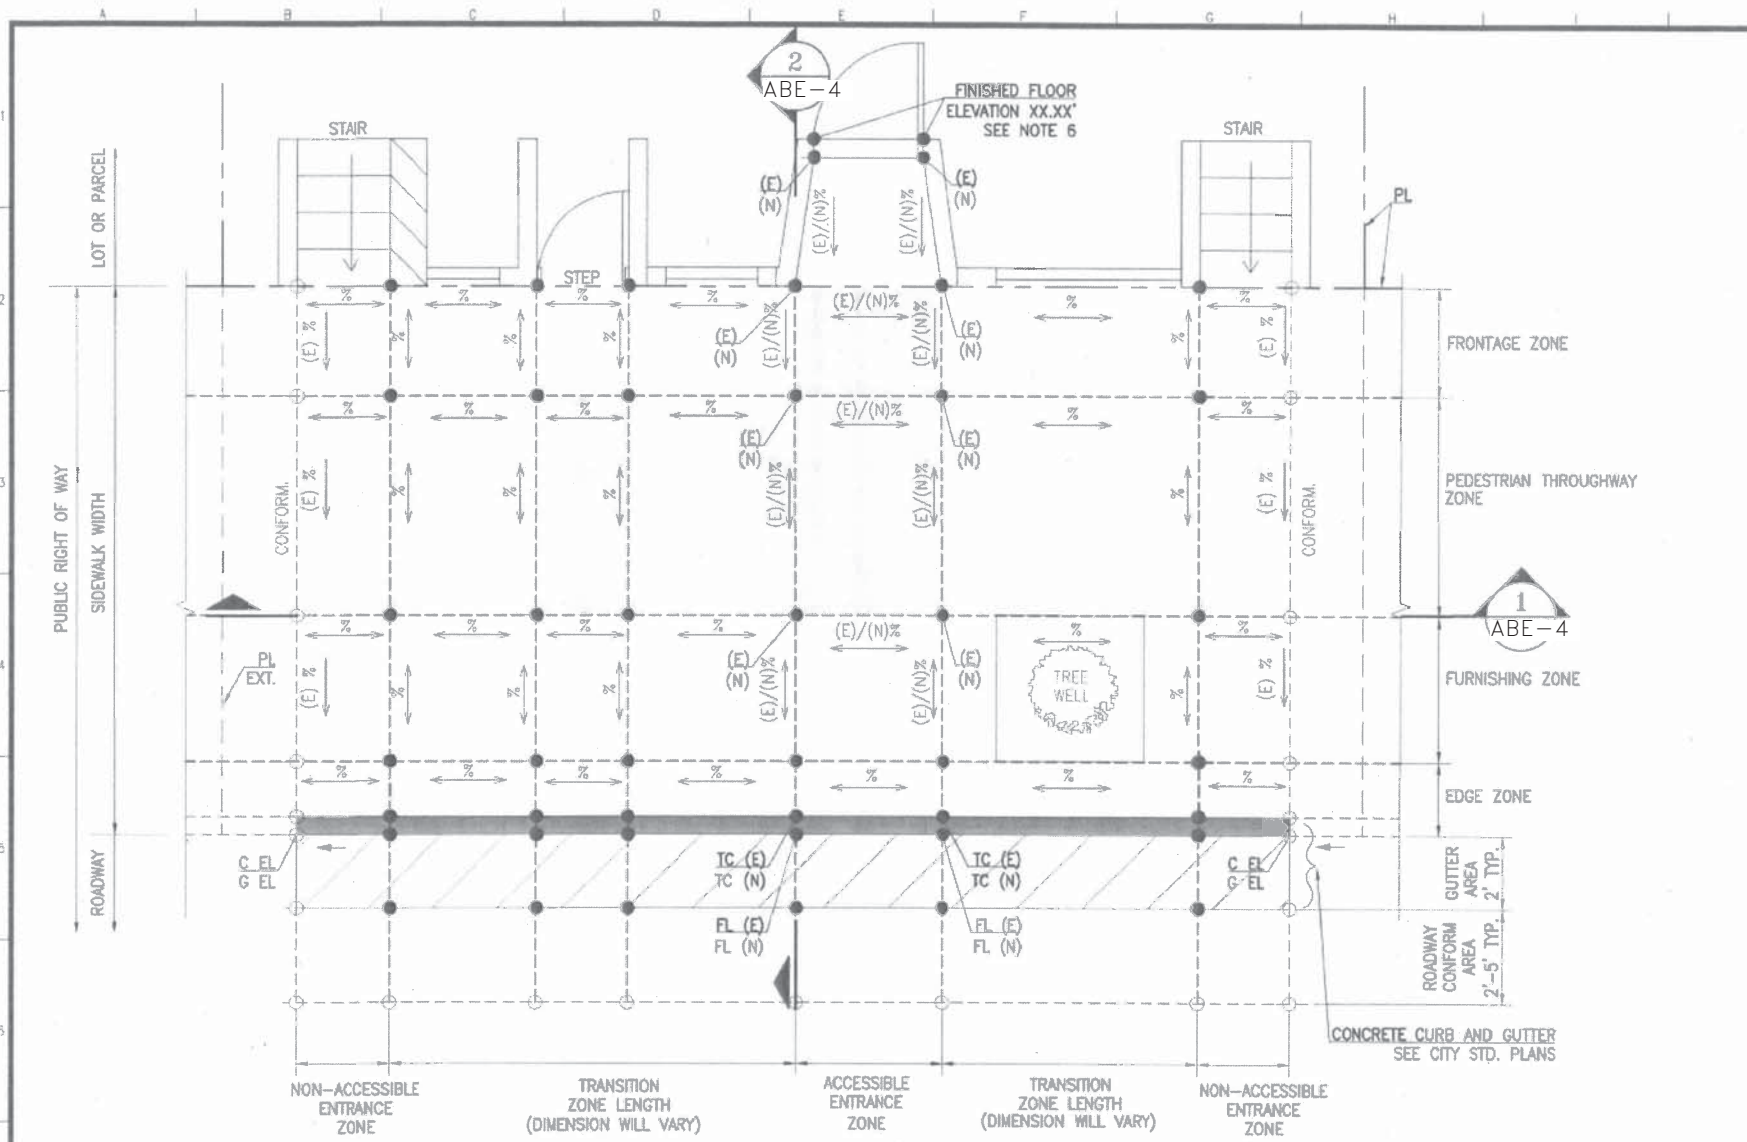 A B C D E F G H
1
2
ABE-4
FINISHED FLOOR
ELEVATION XX.XX'
SEE NOTE 6
STAIR
STAIR
LOT OR PARCEL
(E)
(N)
(E)/(N)%
(E)/(N)%
(E)
(N)
PL
2
STEP
% % % % (E)/(N)% % %
(E) % % % % (E)/(N)% (E)/(N)% % (E) %
(E)
(N)
(E)
(N)
FRONTAGE ZONE
% % % % (E)/(N)% % %
(E)
(N)
(E)
(N)
3
PUBLIC RIGHT OF WAY
SIDEWALK WIDTH
CONFORM.
(E) % % % % (E)/(N)% (E)/(N)% % (E) %
CONFORM.
PEDESTRIAN THROUGHWAY
ZONE
1
ABE-4
% % % % (E)/(N)% % %
4
PL
EXT.
(E) % % % % (E)/(N)% (E)/(N)% % (E) %
(E)
(N)
(E)
(N)
TREE
WELL
FURNISHING ZONE
% % % % % % %
EDGE ZONE
5
ROADWAY
C EL
G EL
TC (E)
TC (N)
TC (E)
TC (N)
C EL
G EL
GUTTER
AREA
2' TYP.
FL (E)
FL (N)
FL (E)
FL (N)
ROADWAY
CONFORM
AREA
2'-5' TYP.
CONCRETE CURB AND GUTTER
SEE CITY STD. PLANS
NON-ACCESSIBLE
ENTRANCE
ZONE
TRANSITION
ZONE LENGTH
(DIMENSION WILL VARY)
ACCESSIBLE
ENTRANCE
ZONE
TRANSITION
ZONE LENGTH
(DIMENSION WILL VARY)
NON-ACCESSIBLE
ENTRANCE
ZONE